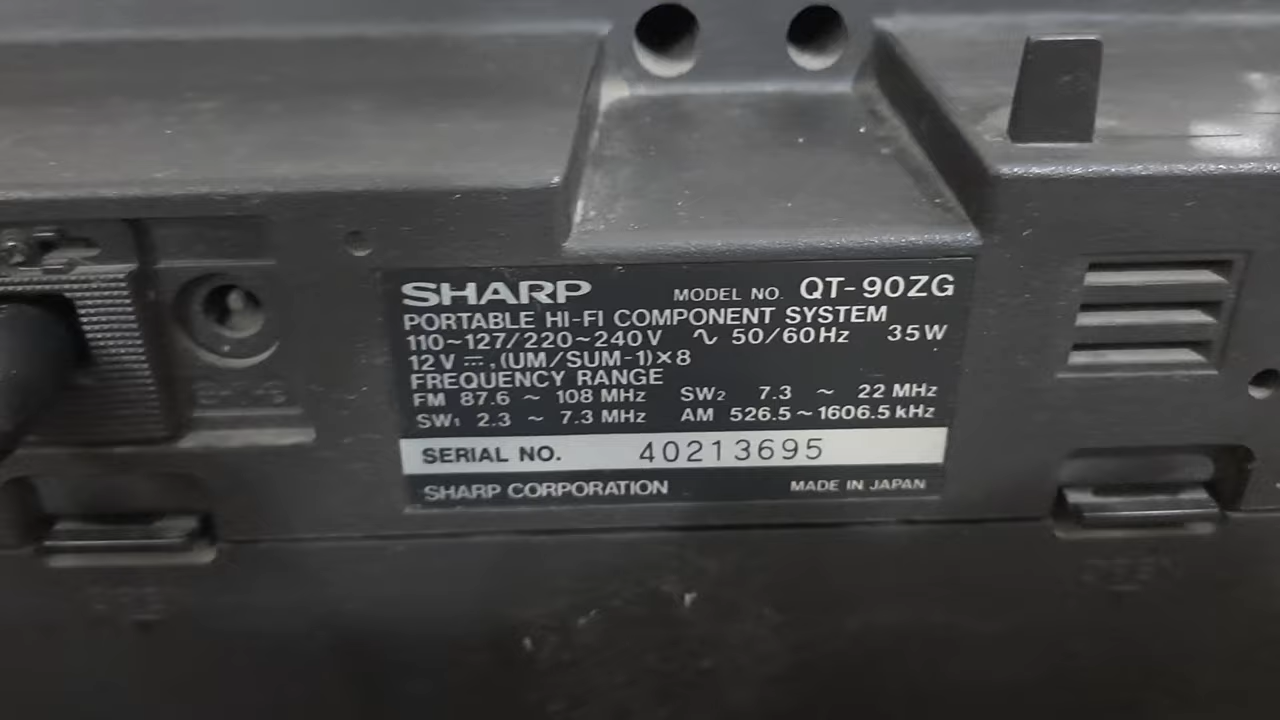 SHARP MODEL NO. QT-90ZG
PORTABLE HI-FI COMPONENT SYSTEM
110~127/220~240V ∿ 50/60Hz 35W
12V ⎓, (UM/SUM-1)×8
FREQUENCY RANGE
FM 87.6 ~ 108 MHz SW2 7.3 ~ 22 MHz
SW1 2.3 ~ 7.3 MHz AM 526.5~1606.5 kHz
SERIAL NO. 40213695
SHARP CORPORATION MADE IN JAPAN